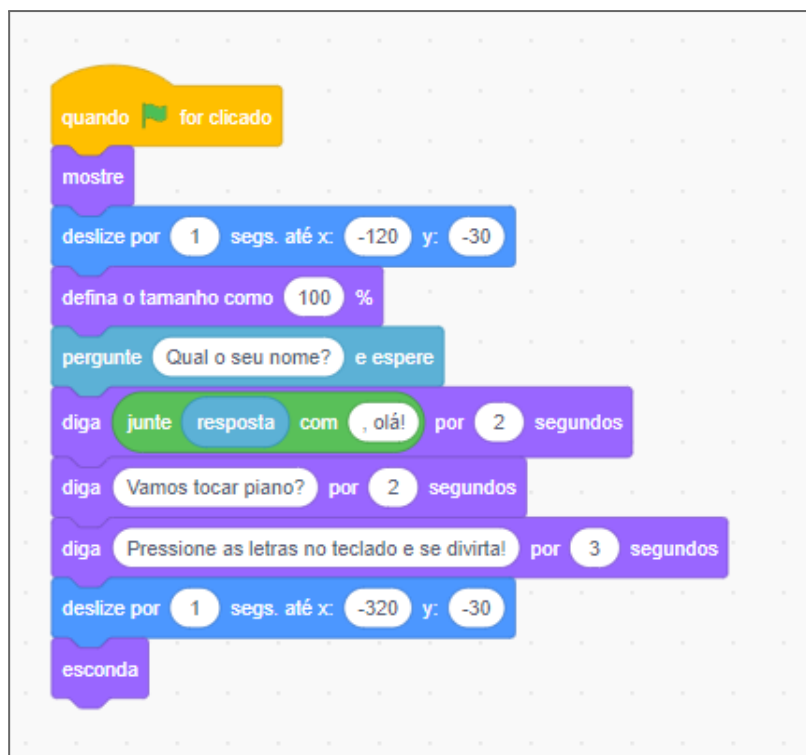 quando for clicado
mostre
deslize por 1 segs. até x: -120 y: -30
defina o tamanho como 100 %
pergunte Qual o seu nome? e espere
diga junte resposta com , olá! por 2 segundos
diga Vamos tocar piano? por 2 segundos
diga Pressione as letras no teclado e se divirta! por 3 segundos
deslize por 1 segs. até x: -320 y: -30
esconda